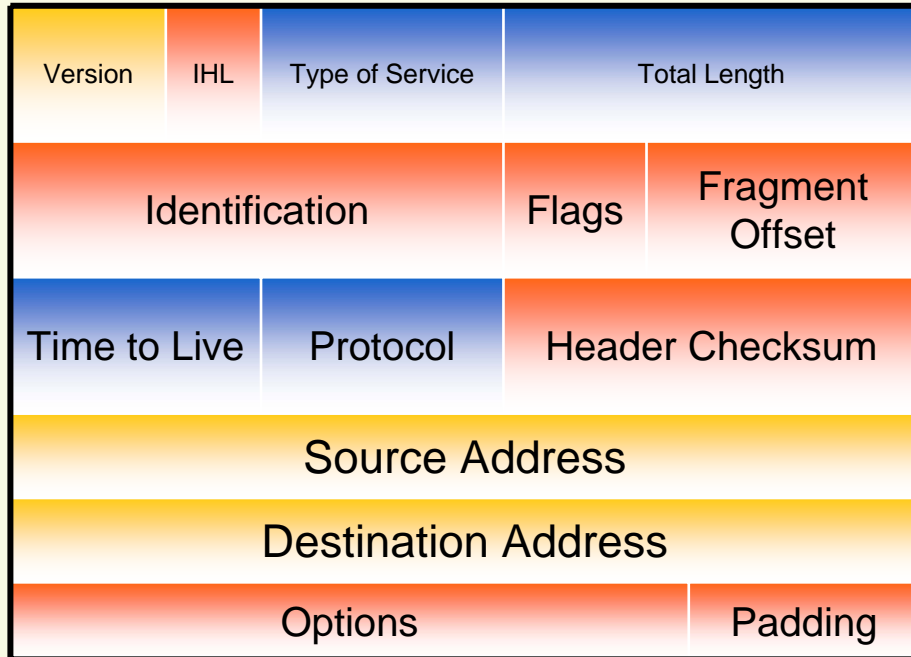 Version IHL Type of Service Total Length
Identification Flags Fragment
Offset
Time to Live Protocol Header Checksum
Source Address
Destination Address
Options Padding